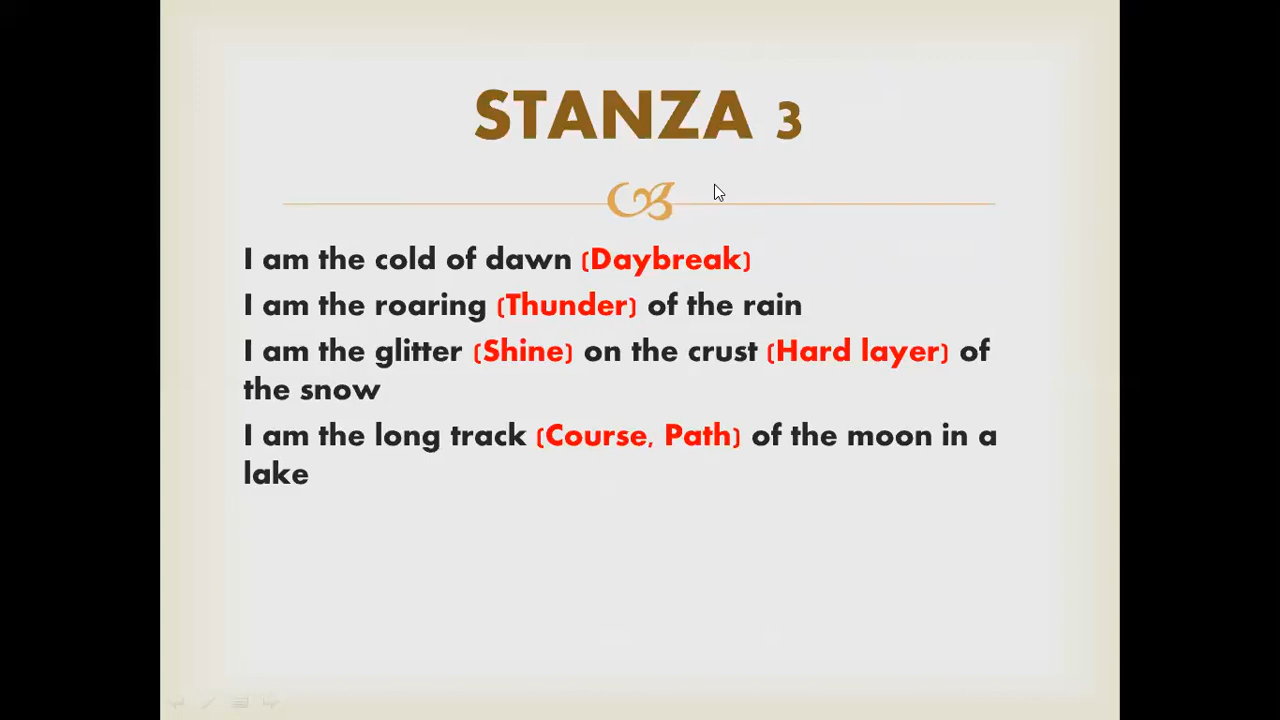 STANZA 3
I am the cold of dawn (Daybreak)
I am the roaring (Thunder) of the rain
I am the glitter (Shine) on the crust (Hard layer) of
the snow
I am the long track (Course, Path) of the moon in a
lake